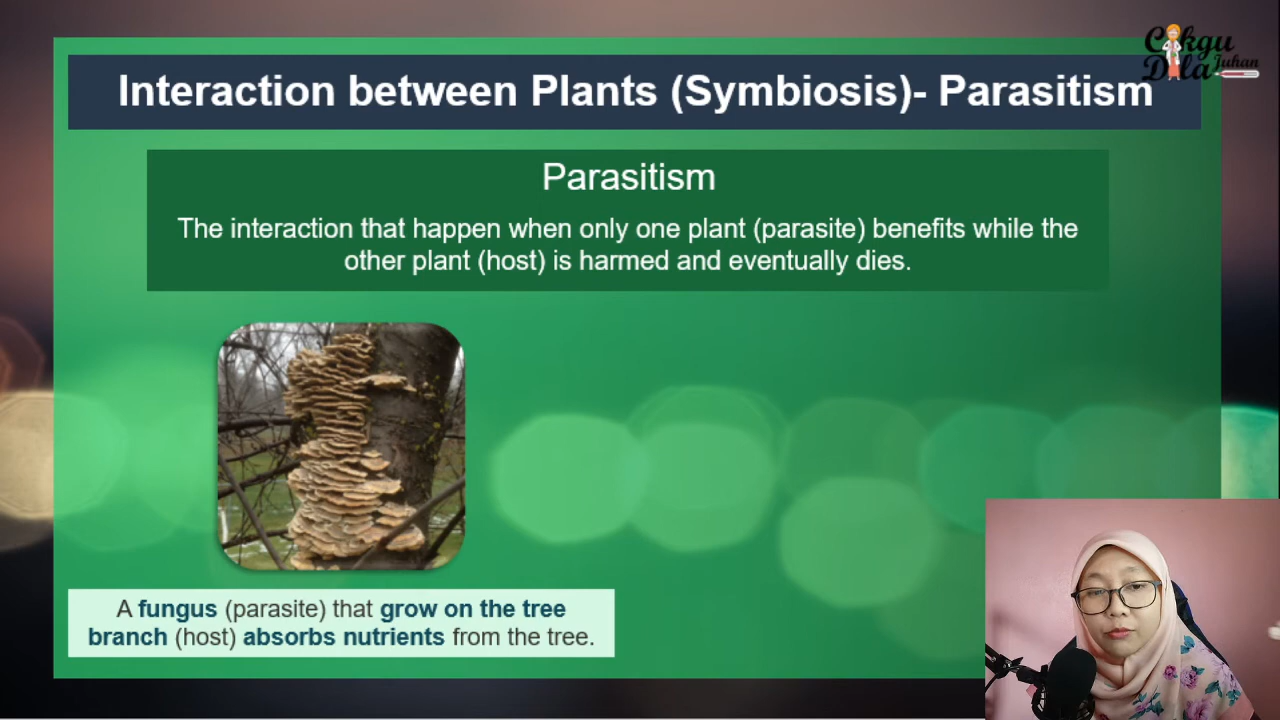 Cikgu
Dila Juhan
Interaction between Plants (Symbiosis)- Parasitism
Parasitism
The interaction that happen when only one plant (parasite) benefits while the
other plant (host) is harmed and eventually dies.
A fungus (parasite) that grow on the tree
branch (host) absorbs nutrients from the tree.